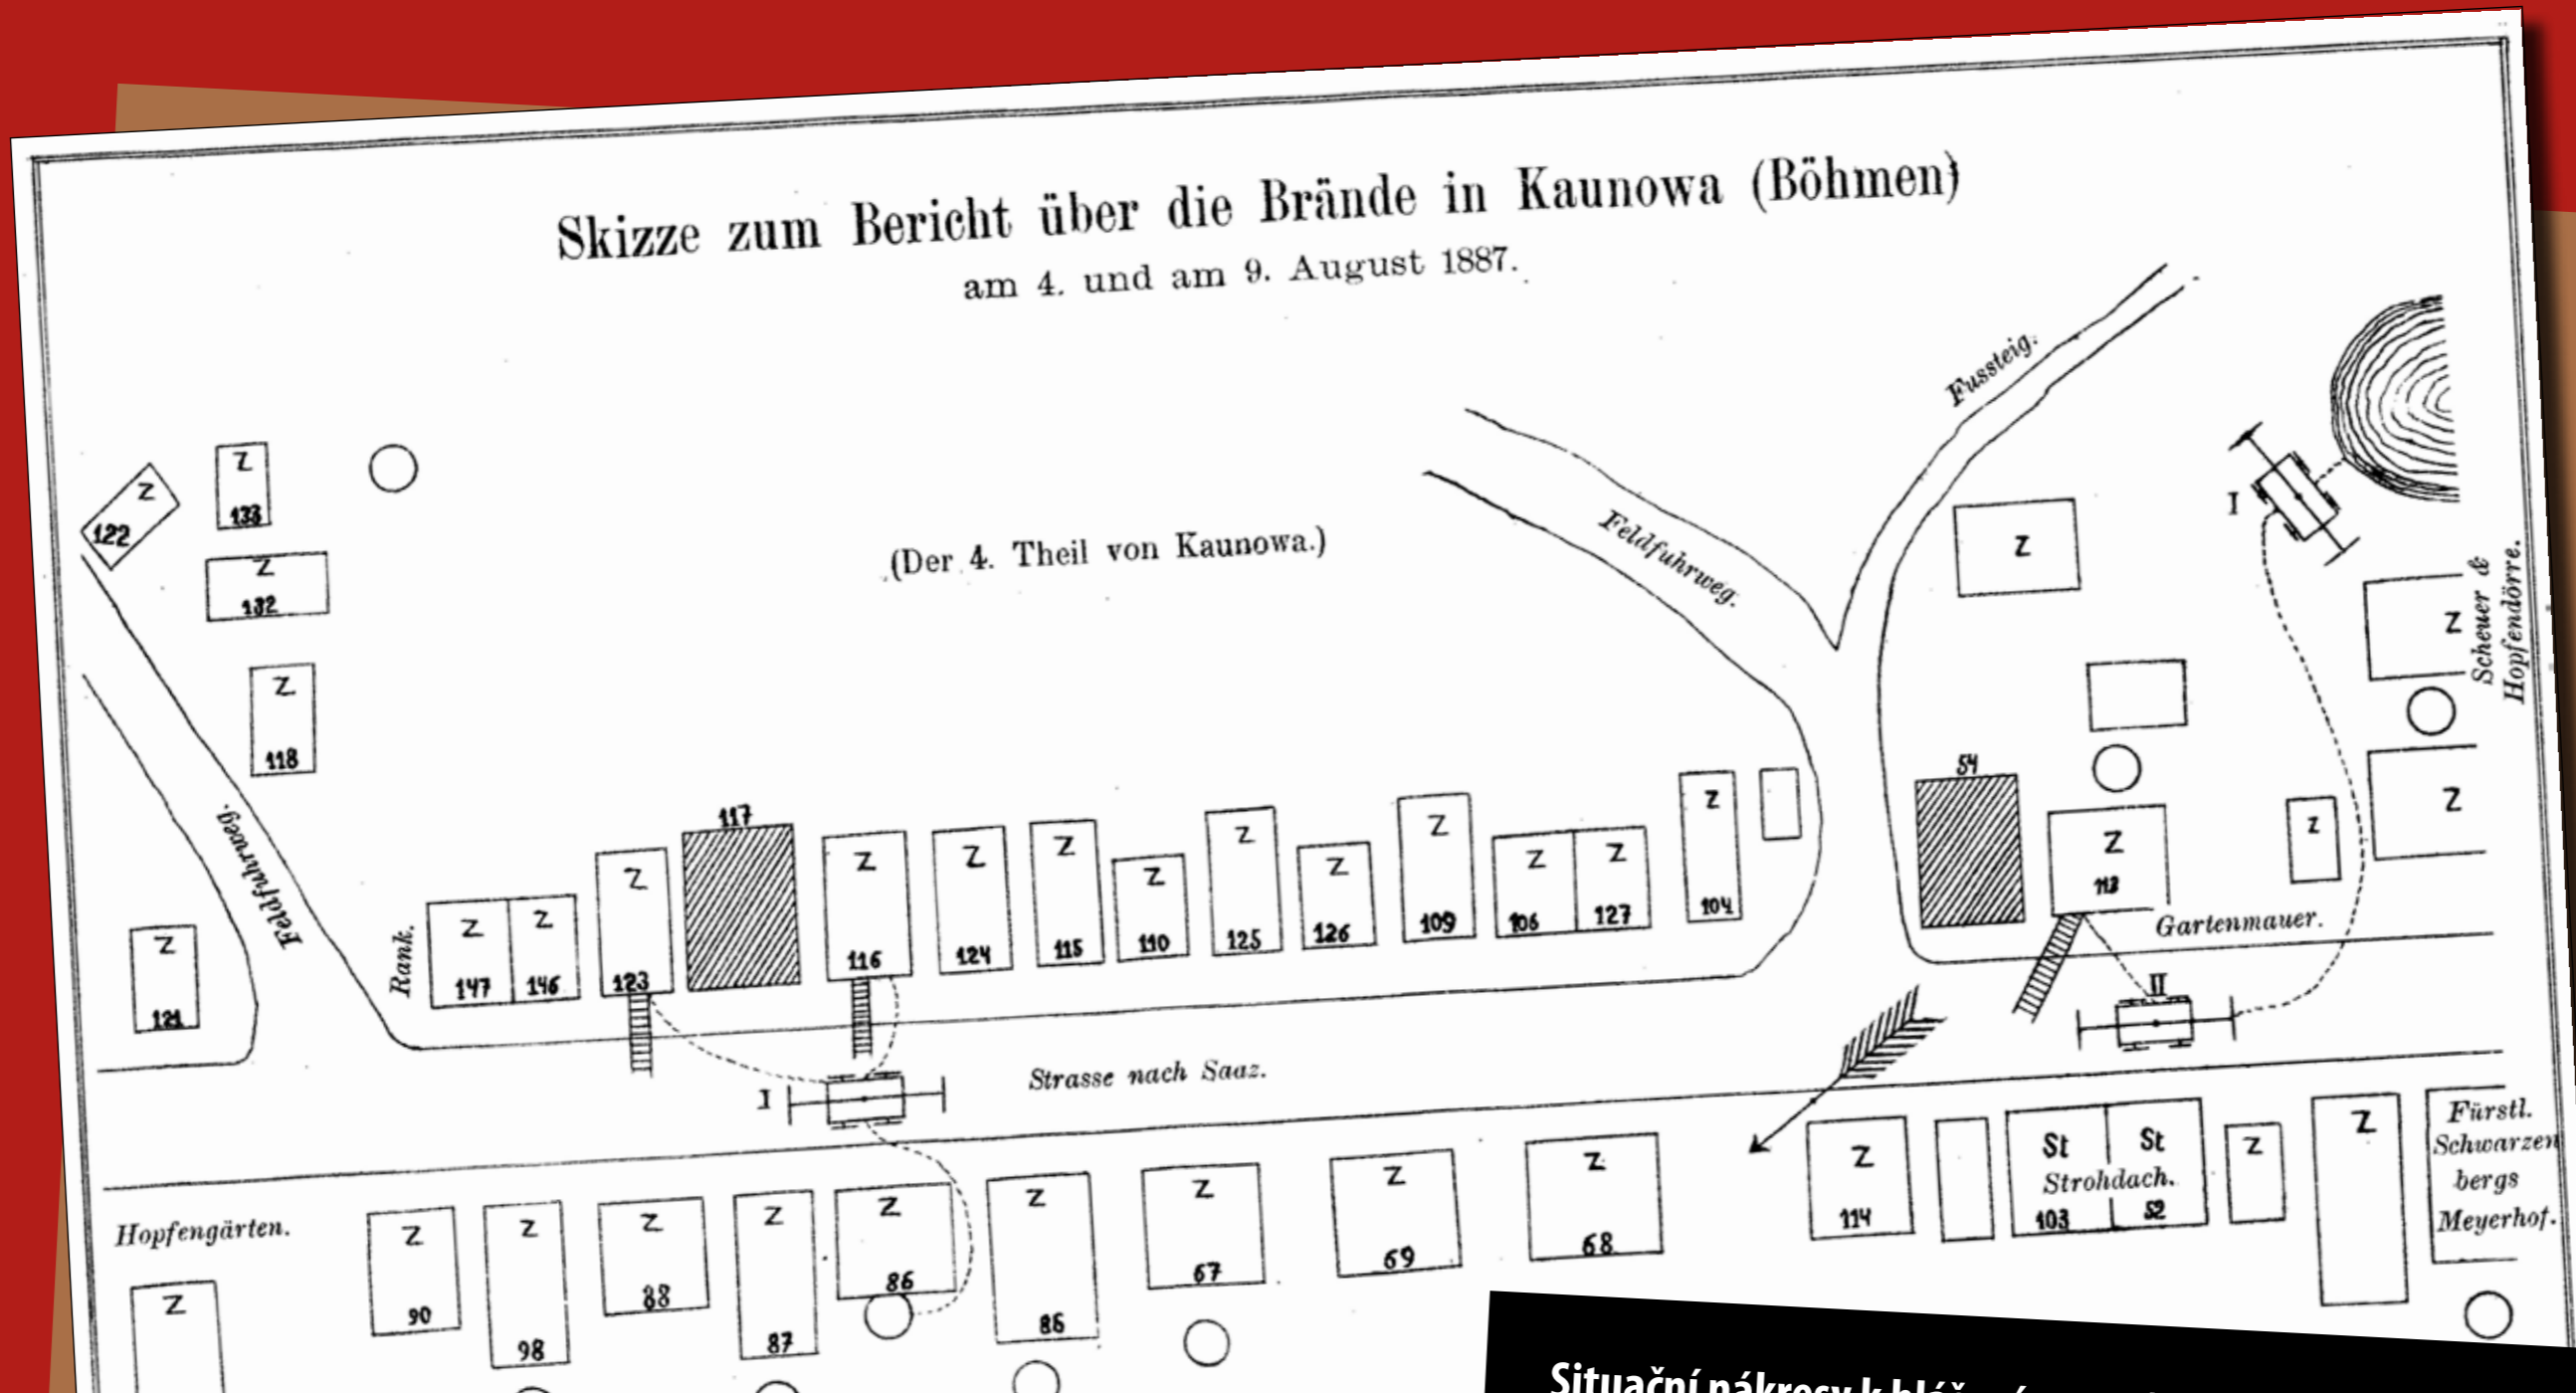 Skizze zum Bericht über die Brände in Kaunowa (Böhmen)
am 4. und am 9. August 1887.
(Der 4. Theil von Kaunowa.)
Fussteig.
Feldfuhrweg.
I
Z
122
Z
133
Z
132
Z
118
Z
Scheuer &
Hopfendörre.
Z
Z
Feldfuhrweg.
Z
121
Rank.
Z
147
Z
146
Z
123
117
Z
116
Z
124
Z
115
Z
110
Z
125
Z
126
Z
109
Z
106
Z
127
Z
104
54
Z
113
Z
Gartenmauer.
II
I
Strasse nach Saaz.
Hopfengärten.
Z
Z
90
Z
98
Z
88
Z
87
Z
86
Z
86
Z
67
Z
69
Z
68
Z
114
St
St
Strohdach.
103
52
Z
Z
Fürstl.
Schwarzen
bergs
Meyerhof.
Situační nákresy k